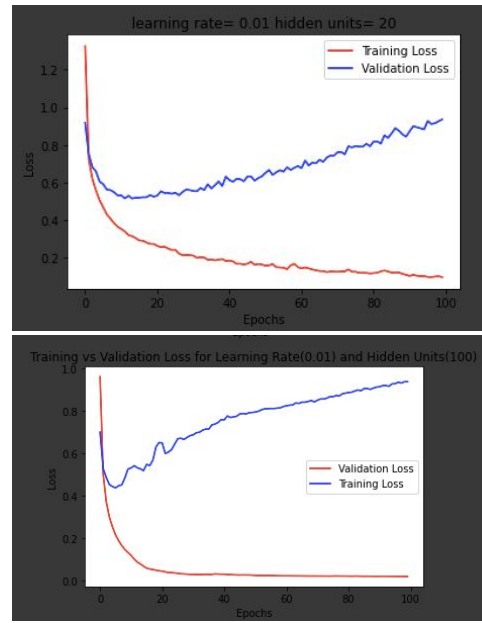 learning rate= 0.01 hidden units= 20
Training Loss
Validation Loss
1.2
1.0
0.8
0.6
0.4
0.2
Loss
0 20 40 60 80 100
Epochs
Training vs Validation Loss for Learning Rate(0.01) and Hidden Units(100)
1.0
0.8
0.6
0.4
0.2
0.0
Loss
Validation Loss
Training Loss
0 20 40 60 80 100
Epochs